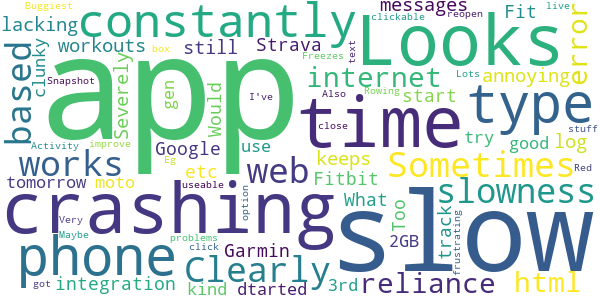 Buggiest
constantly
messages
clickable
reopen
live
lacking
Looks
Fit
workouts
still
Strava
error
box
Freezes
text
Lots
annoying
clunky
based
app
Severely
gen
Would
internet
Snapshot
I've
Also
Rowing
start
stuff
time
type
Activity
improve
Google
use
close
try
good
log
works
Eg
etc
web
keeps
Sometimes
Red
tomorrow
moto
useable
Fitbit
crashing
option
What
Too
slow
slowness
track
frustrating
Very
Maybe
problems
phone
click
Garmin
2GB
got
integration
Clearly
kind
dtarted
3rd
reliance
html